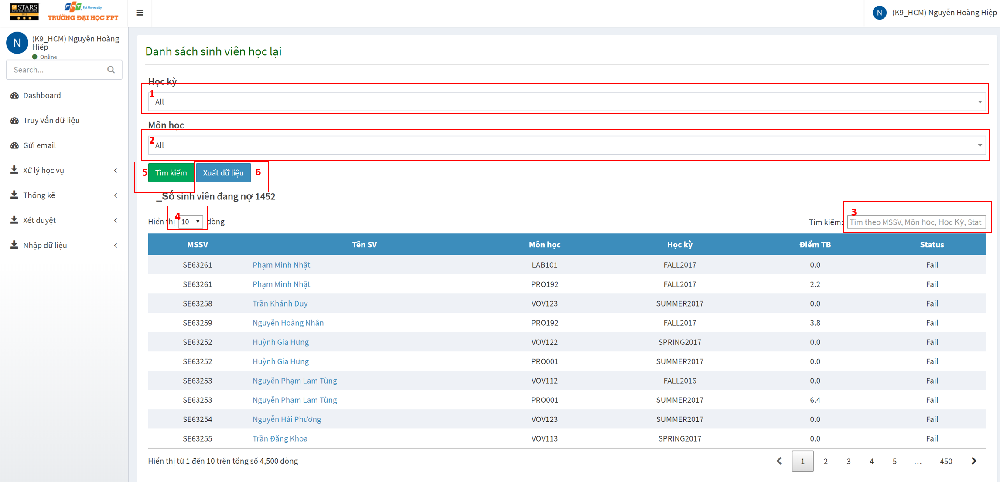 STARS
RATED FOR EXCELLENCE
2012
FPT. Fpt University
TRƯỜNG ĐẠI HỌC FPT
N (K9_HCM) Nguyễn Hoàng Hiệp
N (K9_HCM) Nguyễn Hoàng
Hiệp
Online
Search...
Dashboard
Truy vấn dữ liệu
Gửi email
Xử lý học vụ
Thống kê
Xét duyệt
Nhập dữ liệu
Danh sách sinh viên học lại
Học kỳ
1
All
Môn học
2
All
5 Tìm kiếm Xuất dữ liệu 6
_Số sinh viên đang nợ 1452
4 3
Hiển thị 10 dòng Tìm kiếm: Tìm theo MSSV, Môn học, Học Kỳ, Stat
MSSV Tên SV Môn học Học kỳ Điểm TB Status
SE63261 Phạm Minh Nhật LAB101 FALL2017 0.0 Fail
SE63261 Phạm Minh Nhật PRO192 FALL2017 2.2 Fail
SE63258 Trần Khánh Duy VOV123 SUMMER2017 0.0 Fail
SE63259 Nguyễn Hoàng Nhân PRO192 FALL2017 3.8 Fail
SE63252 Huỳnh Gia Hưng VOV122 SPRING2017 0.0 Fail
SE63252 Huỳnh Gia Hưng PRO001 SUMMER2017 0.0 Fail
SE63253 Nguyễn Phạm Lam Tùng VOV112 FALL2016 0.0 Fail
SE63253 Nguyễn Phạm Lam Tùng PRO001 SUMMER2017 6.4 Fail
SE63254 Nguyễn Hải Phương VOV123 SUMMER2017 0.0 Fail
SE63255 Trần Đăng Khoa VOV113 SPRING2017 0.0 Fail
Hiển thị từ 1 đến 10 trên tổng số 4,500 dòng 1 2 3 4 5 ... 450